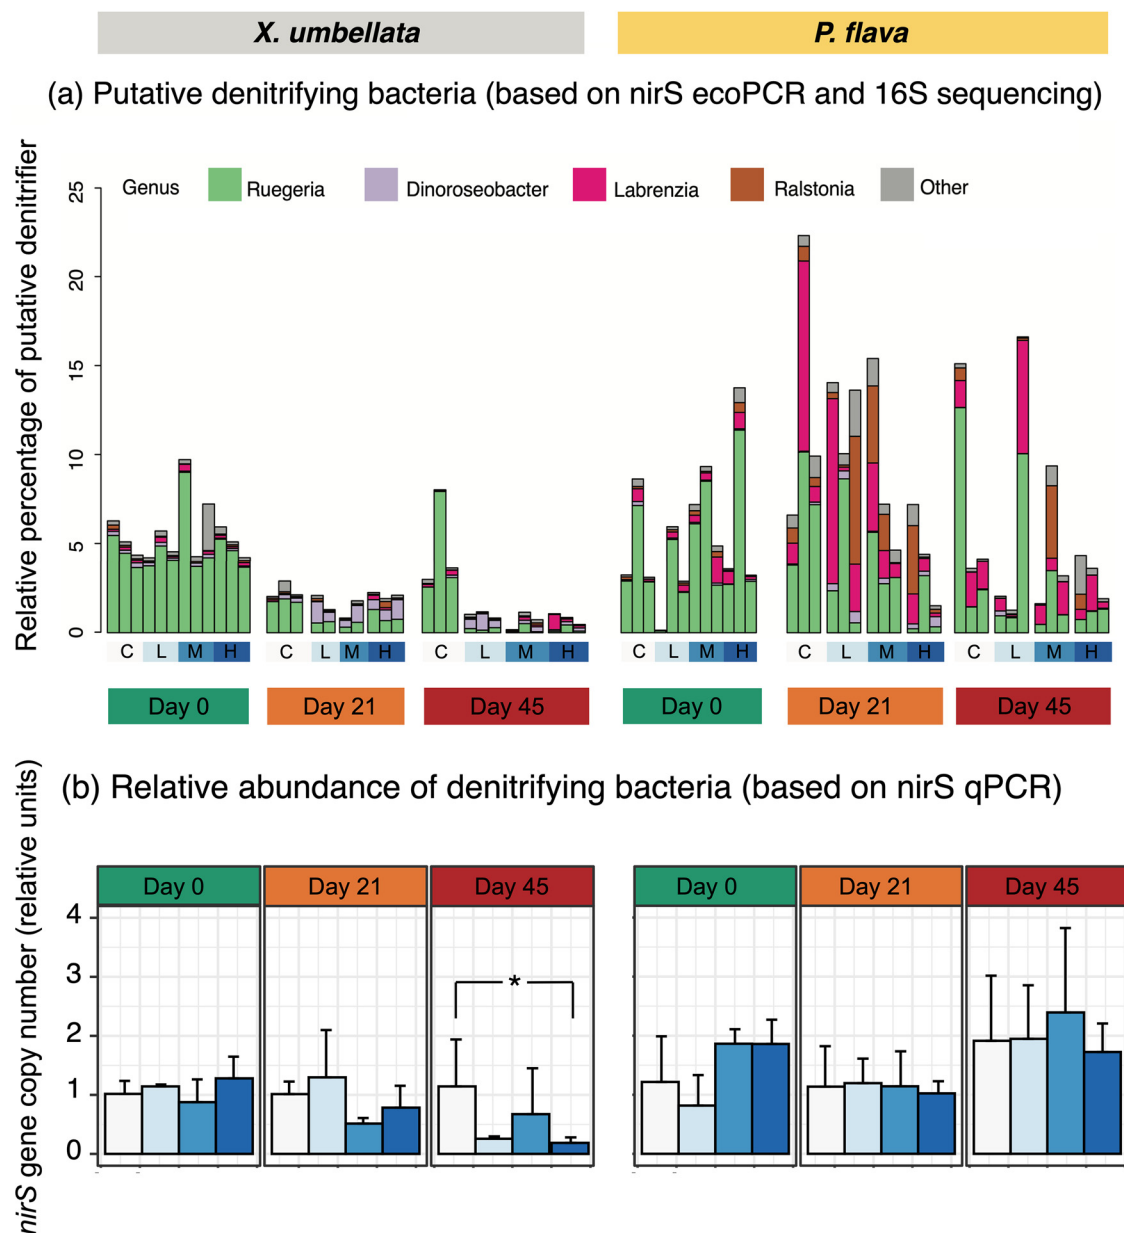 X. umbellata P. flava
(a) Putative denitrifying bacteria (based on nirS ecoPCR and 16S sequencing)
Relative percentage of putative denitrifier
25
20
15
10
5
0
Genus Ruegeria Dinoroseobacter Labrenzia Ralstonia Other
C L M H C L M H C L M H C L M H C L M H C L M H
Day 0 Day 21 Day 45 Day 0 Day 21 Day 45
(b) Relative abundance of denitrifying bacteria (based on nirS qPCR)
nirS gene copy number (relative units)
Day 0 Day 21 Day 45 Day 0 Day 21 Day 45
4
3
*
2
1
0